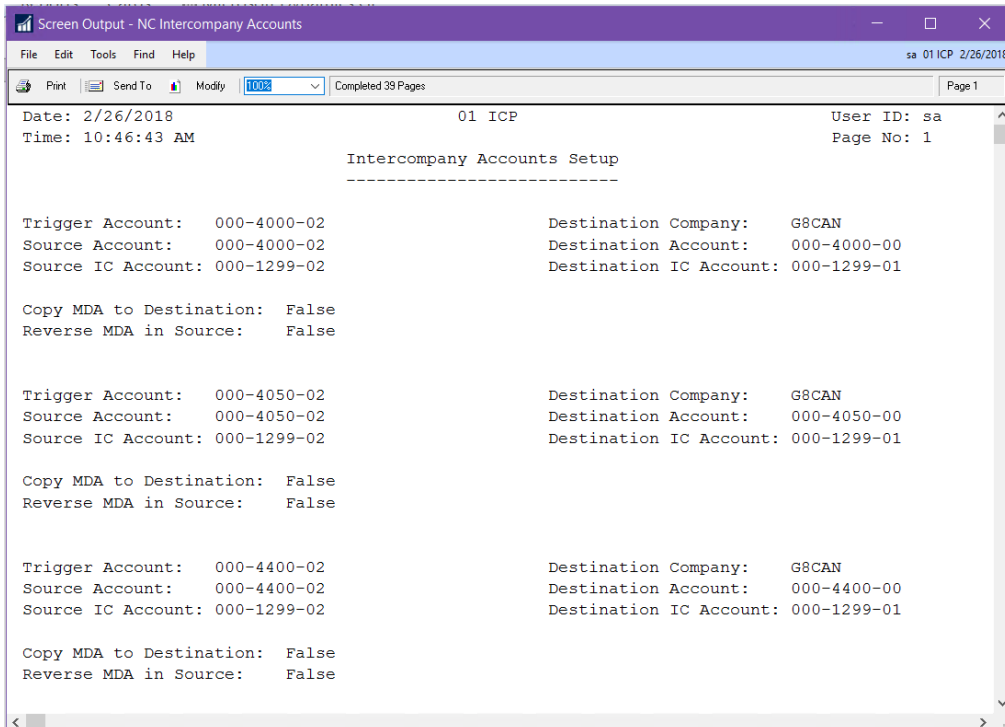 Screen Output - NC Intercompany Accounts
File Edit Tools Find Help sa 01 ICP 2/26/2018
Print Send To Modify 100% Completed 39 Pages Page 1
Date: 2/26/2018 01 ICP User ID: sa
Time: 10:46:43 AM Page No: 1
Intercompany Accounts Setup
---------------------------
Trigger Account: 000-4000-02 Destination Company: G8CAN
Source Account: 000-4000-02 Destination Account: 000-4000-00
Source IC Account: 000-1299-02 Destination IC Account: 000-1299-01
Copy MDA to Destination: False
Reverse MDA in Source: False
Trigger Account: 000-4050-02 Destination Company: G8CAN
Source Account: 000-4050-02 Destination Account: 000-4050-00
Source IC Account: 000-1299-02 Destination IC Account: 000-1299-01
Copy MDA to Destination: False
Reverse MDA in Source: False
Trigger Account: 000-4400-02 Destination Company: G8CAN
Source Account: 000-4400-02 Destination Account: 000-4400-00
Source IC Account: 000-1299-02 Destination IC Account: 000-1299-01
Copy MDA to Destination: False
Reverse MDA in Source: False